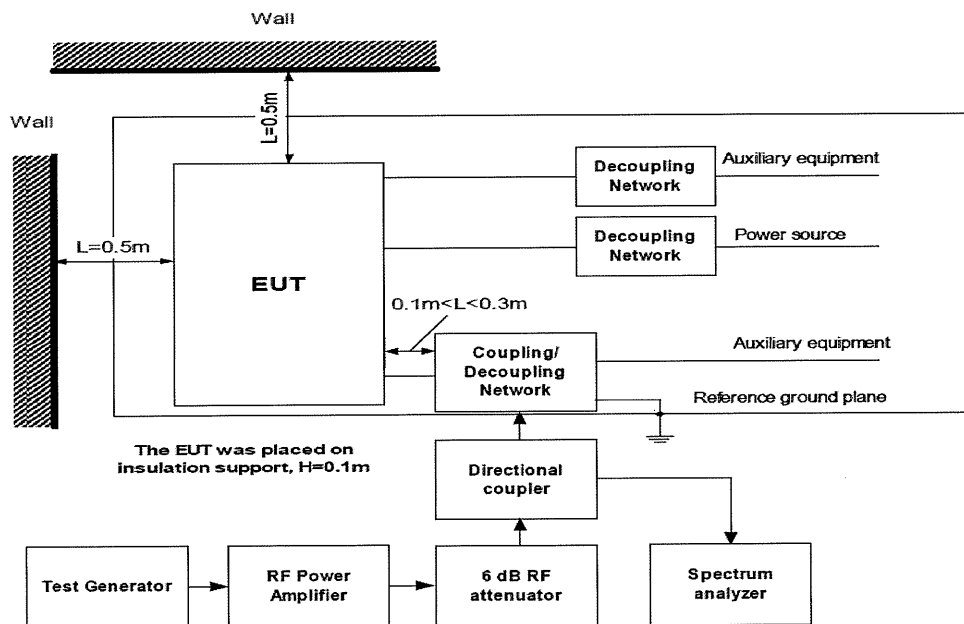 Wall
Wall
L=0.5m
L=0.5m
EUT
Decoupling
Network
Auxiliary equipment
Decoupling
Network
Power source
0.1m<L<0.3m
Coupling/
Decoupling
Network
Auxiliary equipment
Reference ground plane
The EUT was placed on
insulation support, H=0.1m
Directional
coupler
Test Generator
RF Power
Amplifier
6 dB RF
attenuator
Spectrum
analyzer